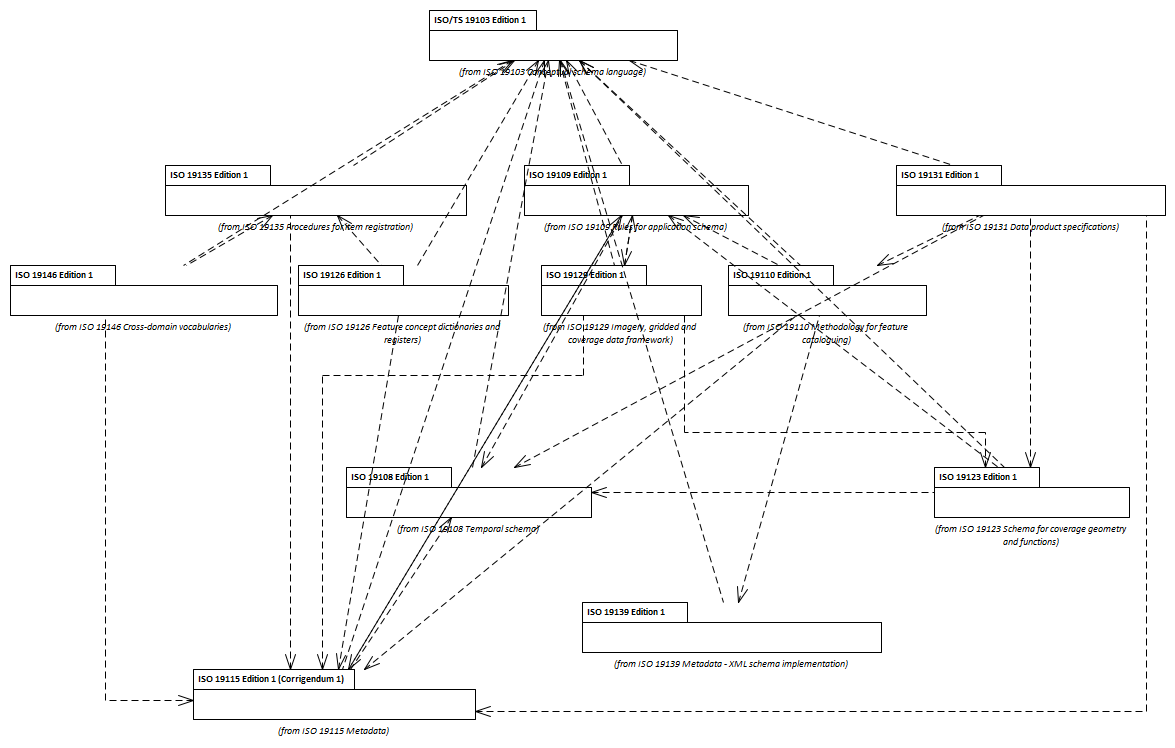 ISO/TS 19103 Edition 1
(from ISO 19103 Conceptual schema language)
ISO 19135 Edition 1
(from ISO 19135 Procedures for item registration)
ISO 19109 Edition 1
(from ISO 19109 Rules for application schema)
ISO 19131 Edition 1
(from ISO 19131 Data product specifications)
ISO 19146 Edition 1
(from ISO 19146 Cross-domain vocabularies)
ISO 19126 Edition 1
(from ISO 19126 Feature concept dictionaries and
registers)
ISO 19129 Edition 1
(from ISO 19129 Imagery, gridded and
coverage data framework)
ISO 19110 Edition 1
(from ISO 19110 Methodology for feature
cataloguing)
ISO 19108 Edition 1
(from ISO 19108 Temporal schema)
ISO 19123 Edition 1
(from ISO 19123 Schema for coverage geometry
and functions)
ISO 19139 Edition 1
(from ISO 19139 Metadata - XML schema implementation)
ISO 19115 Edition 1 (Corrigendum 1)
(from ISO 19115 Metadata)